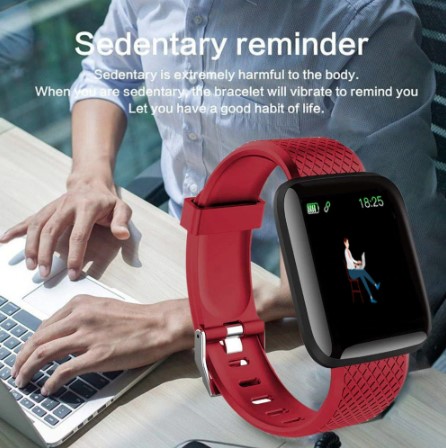 Sedentary reminder
Sedentary is extremely harmful to the body.
When you are sedentary, the bracelet will vibrate to remind you
Let you have a good habit of life.
18:25